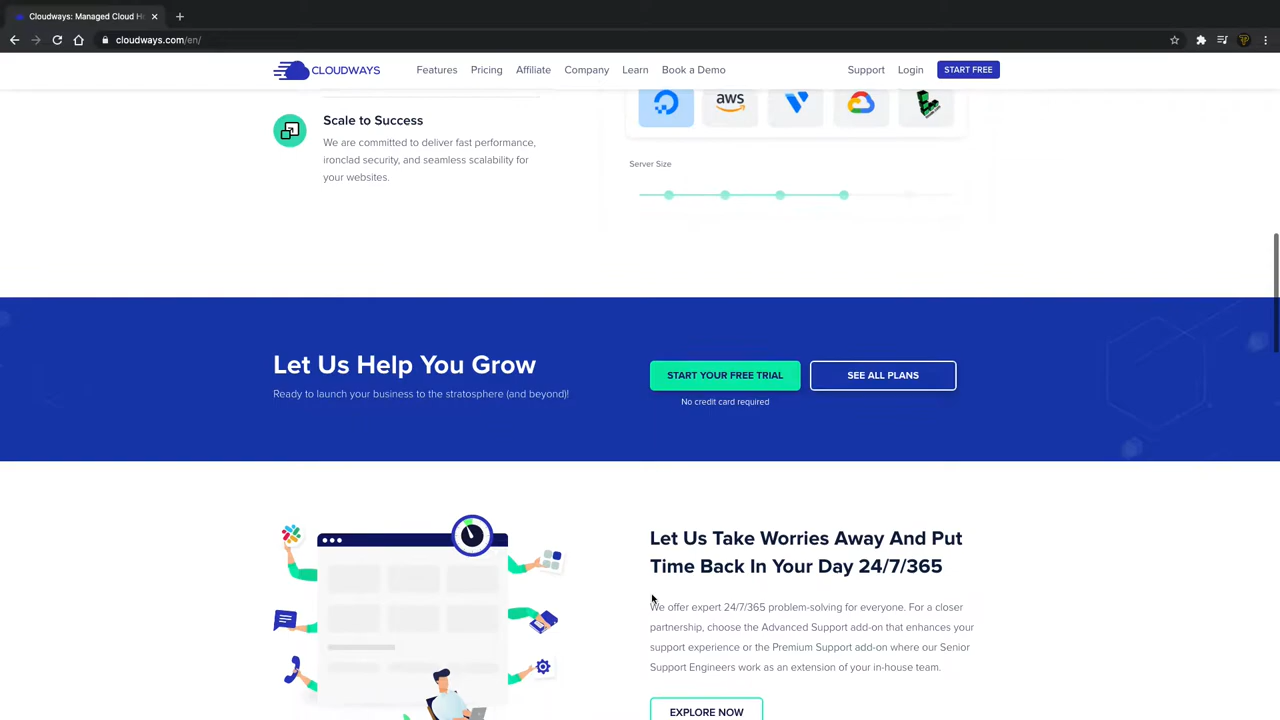 Cloudways: Managed Cloud H
cloudways.com/en/
CLOUDWAYS
Features
Pricing
Affiliate
Company
Learn
Book a Demo
Support
Login
START FREE
aws
Scale to Success
We are committed to deliver fast performance,
ironclad security, and seamless scalability for
your websites.
Server Size
Let Us Help You Grow
Ready to launch your business to the stratosphere (and beyond)!
START YOUR FREE TRIAL
No credit card required
SEE ALL PLANS
Let Us Take Worries Away And Put
Time Back In Your Day 24/7/365
We offer expert 24/7/365 problem-solving for everyone. For a closer
partnership, choose the Advanced Support add-on that enhances your
support experience or the Premium Support add-on where our Senior
Support Engineers work as an extension of your in-house team.
EXPLORE NOW